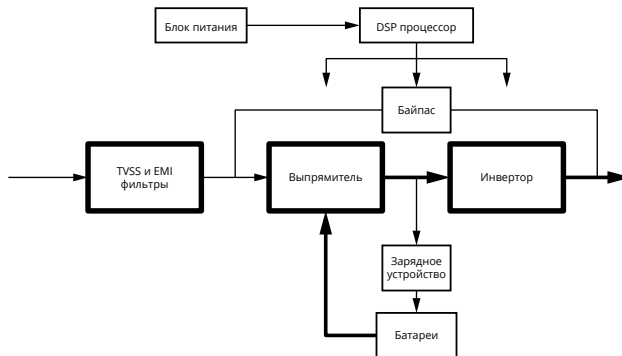 Блок питания
DSP процессор
Байпас
TVSS и EMI
фильтры
Выпрямитель
Инвертор
Зарядное
устройство
Батареи